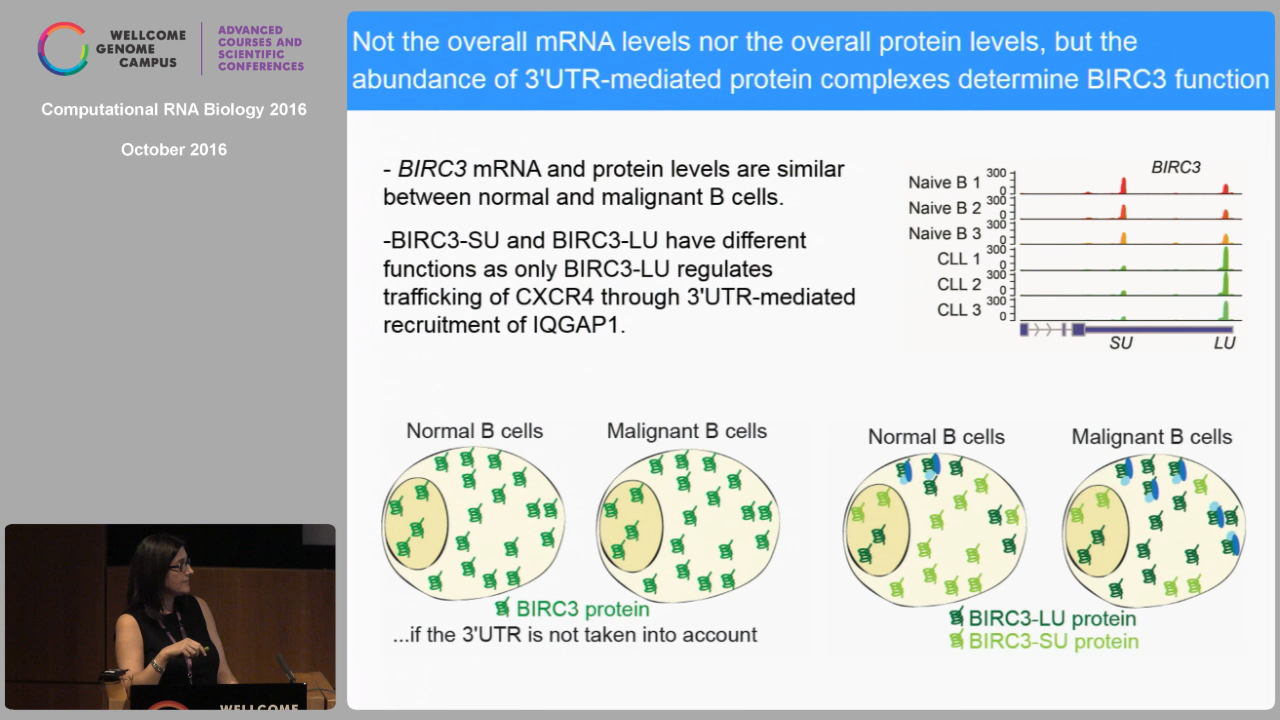 WELLCOME
GENOME
CAMPUS
ADVANCED
COURSES AND
SCIENTIFIC
CONFERENCES
Computational RNA Biology 2016
October 2016
Not the overall mRNA levels nor the overall protein levels, but the
abundance of 3'UTR-mediated protein complexes determine BIRC3 function
- BIRC3 mRNA and protein levels are similar
between normal and malignant B cells.
-BIRC3-SU and BIRC3-LU have different
functions as only BIRC3-LU regulates
trafficking of CXCR4 through 3'UTR-mediated
recruitment of IQGAP1.
BIRC3
Naive B 1 300 0
Naive B 2 300 0
Naive B 3 300 0
CLL 1 300 0
CLL 2 300 0
CLL 3 300 0
SU LU
Normal B cells
Malignant B cells
BIRC3 protein
...if the 3'UTR is not taken into account
Normal B cells
Malignant B cells
BIRC3-LU protein
BIRC3-SU protein
WELLCOME